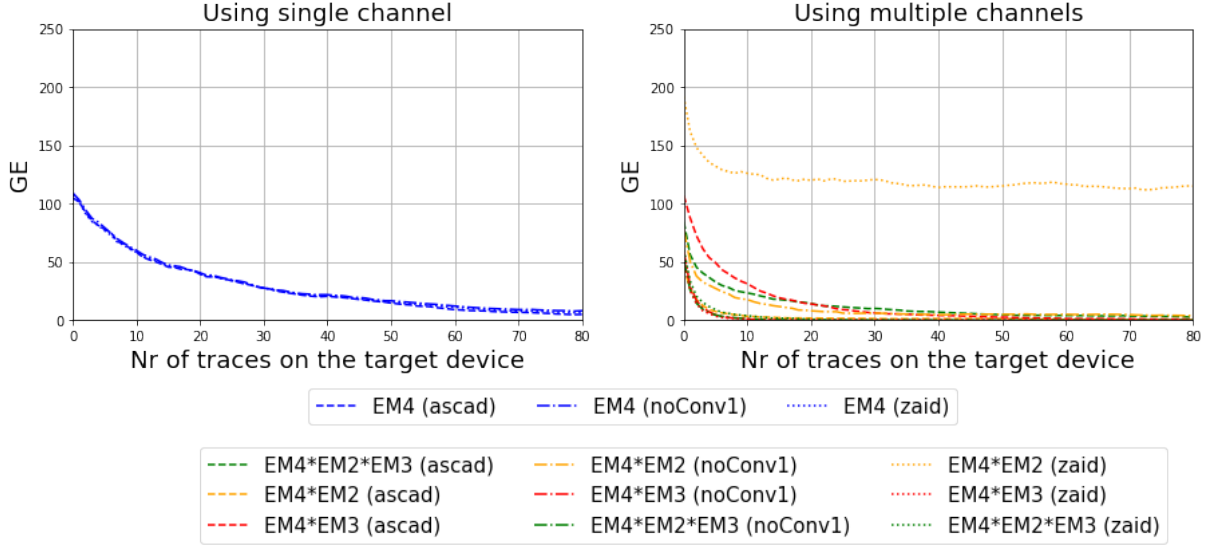 Using single channel
Using multiple channels
250
200
150
100
50
0
GE
0 10 20 30 40 50 60 70 80
Nr of traces on the target device
250
200
150
100
50
0
GE
0 10 20 30 40 50 60 70 80
Nr of traces on the target device
EM4 (ascad) EM4 (noConv1) EM4 (zaid)
EM4*EM2*EM3 (ascad) EM4*EM2 (noConv1) EM4*EM2 (zaid)
EM4*EM2 (ascad) EM4*EM3 (noConv1) EM4*EM3 (zaid)
EM4*EM3 (ascad) EM4*EM2*EM3 (noConv1) EM4*EM2*EM3 (zaid)